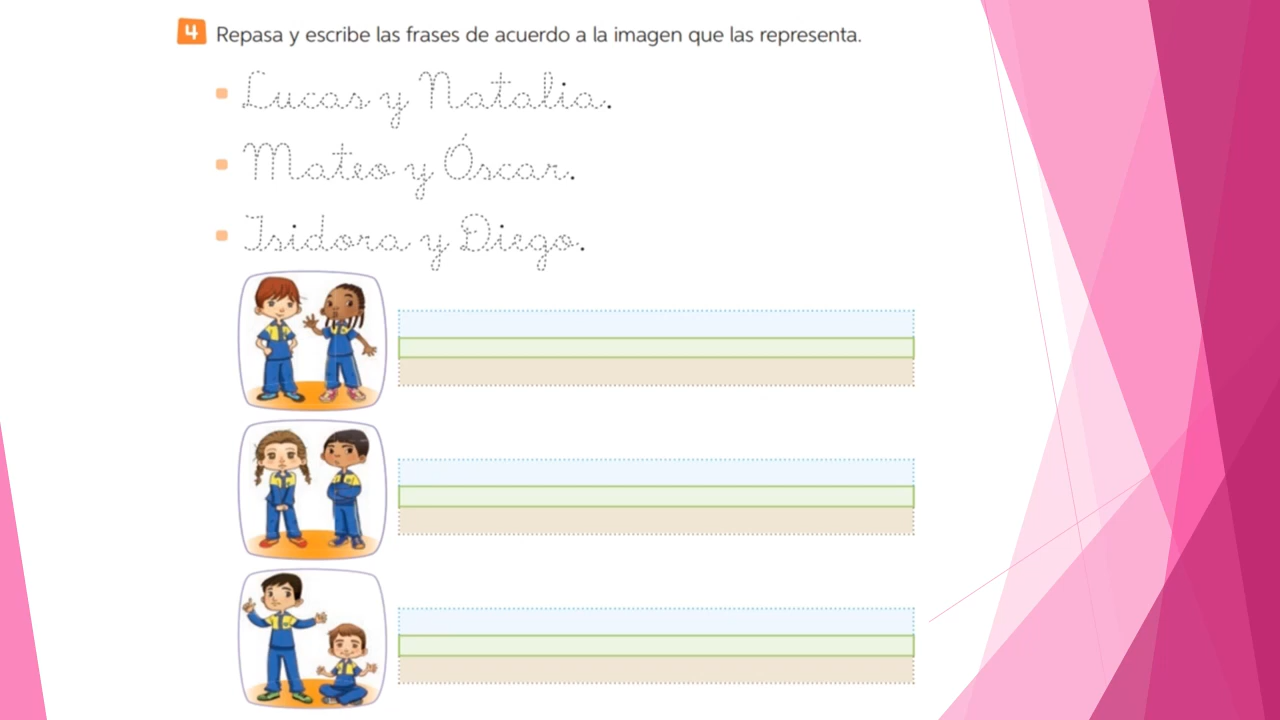 4 Repasa y escribe las frases de acuerdo a la imagen que las representa.
Lucas y Natalia.
Mateo y Óscar.
Isidora y Diego.